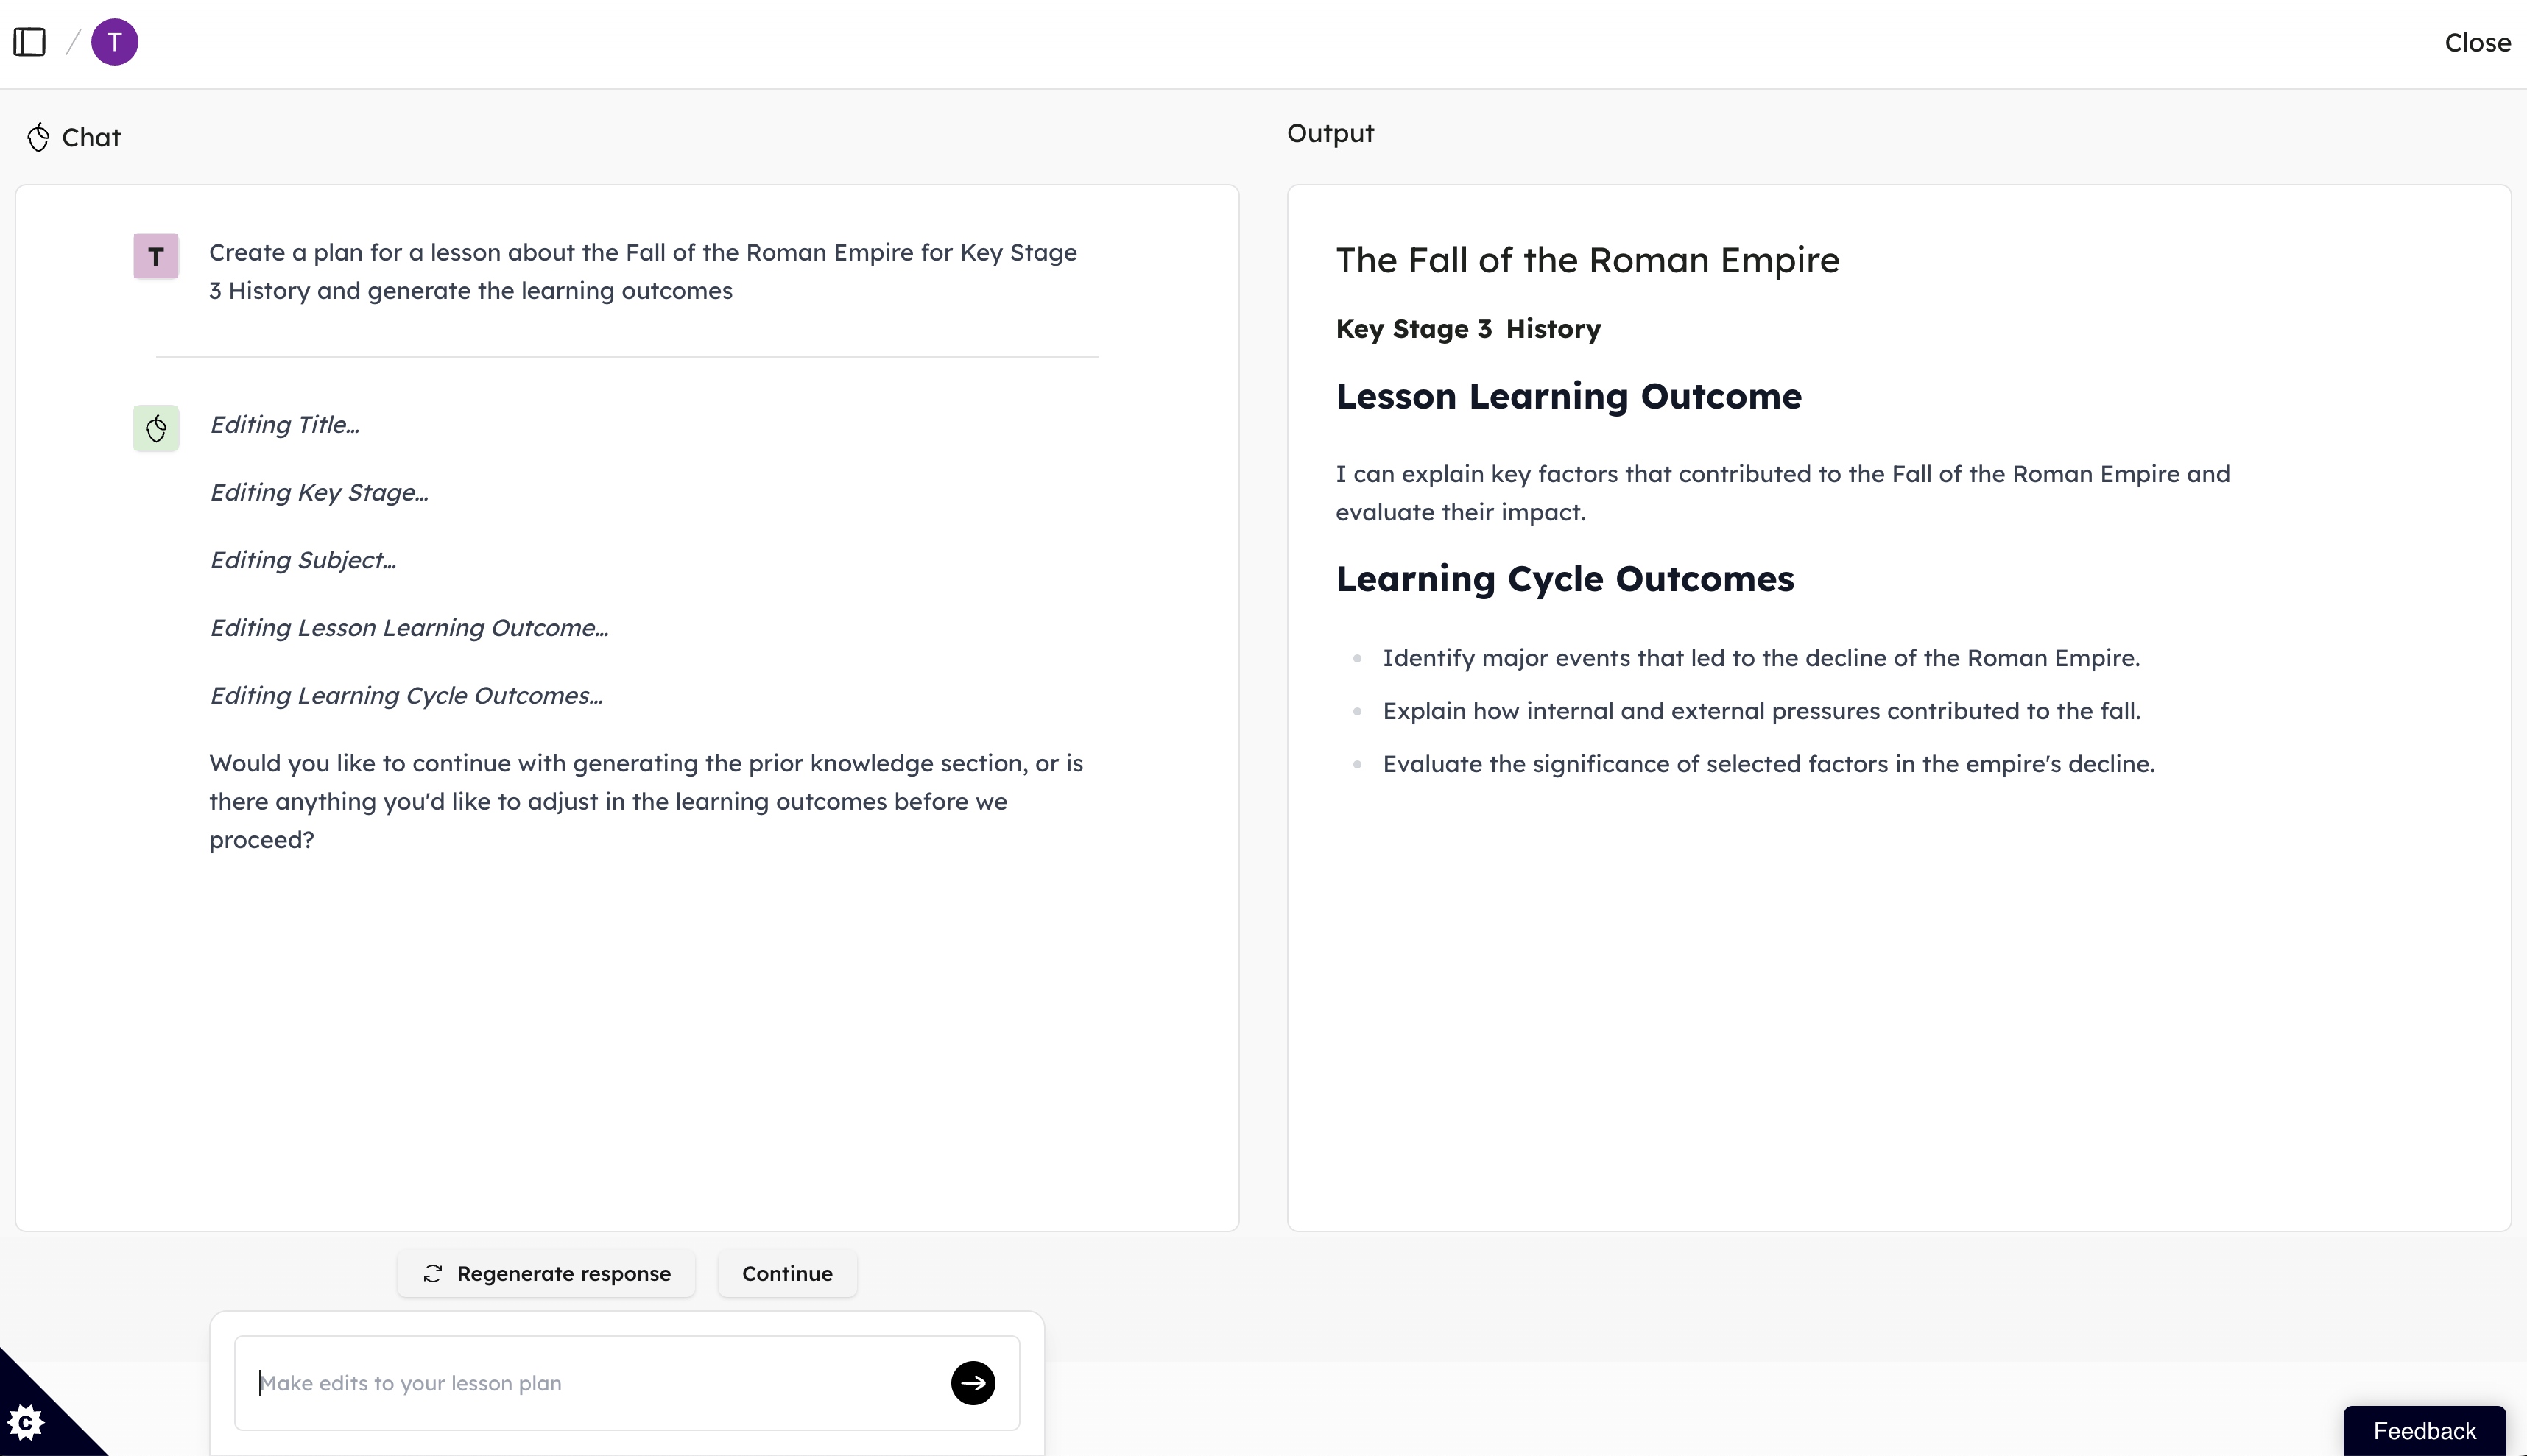 T
Close
Chat
Output
T
Create a plan for a lesson about the Fall of the Roman Empire for Key Stage
3 History and generate the learning outcomes
Editing Title...
Editing Key Stage...
Editing Subject...
Editing Lesson Learning Outcome...
Editing Learning Cycle Outcomes...
Would you like to continue with generating the prior knowledge section, or is
there anything you'd like to adjust in the learning outcomes before we
proceed?
The Fall of the Roman Empire
Key Stage 3 History
Lesson Learning Outcome
I can explain key factors that contributed to the Fall of the Roman Empire and
evaluate their impact.
Learning Cycle Outcomes
Identify major events that led to the decline of the Roman Empire.
Explain how internal and external pressures contributed to the fall.
Evaluate the significance of selected factors in the empire's decline.
Regenerate response
Continue
Make edits to your lesson plan
C
Feedback